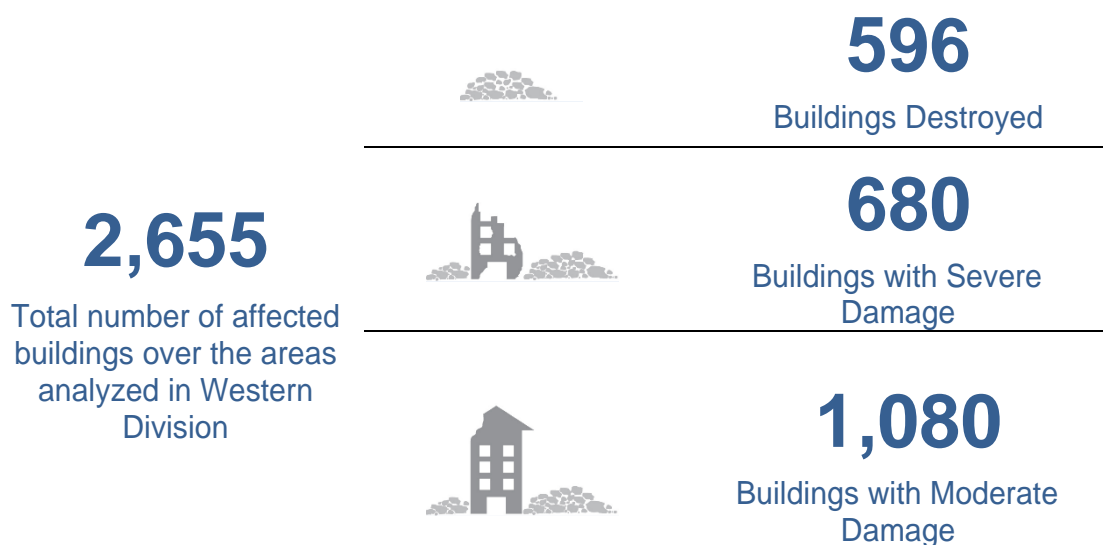 2,655
Total number of affected
buildings over the areas
analyzed in Western
Division
596
Buildings Destroyed
680
Buildings with Severe
Damage
1,080
Buildings with Moderate
Damage